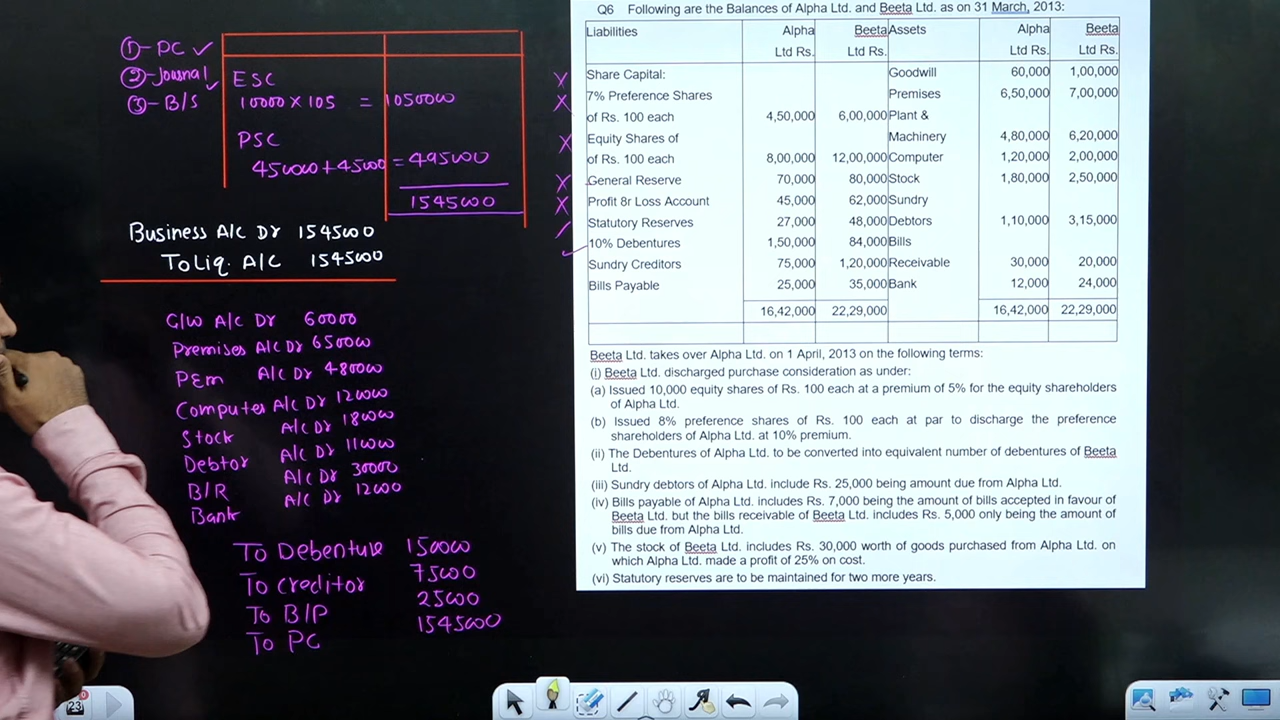 ①-PC ✓
②-Journal ✓
③-B/S
ESC
10000 × 105 = 1050000
PSC
450000+45000 = 495000
1545000
Business A/c Dr 1545000
To Liq. A/C 1545000
G/W A/c Dr 60000
Premises A/c Dr 650000
P&M A/c Dr 480000
Computer A/c Dr 120000
Stock A/c Dr 180000
Debtor A/c Dr 110000
B/R A/c Dr 30000
Bank A/c Dr 12000
To Debenture 150000
To Creditor 75000
To B/P 25000
To PC 1545000
Q6 Following are the Balances of Alpha Ltd. and Beeta Ltd. as on 31 March, 2013:
Liabilities Alpha Beeta Assets Alpha Beeta
Ltd Rs. Ltd Rs. Ltd Rs. Ltd Rs.
Share Capital: Goodwill 60,000 1,00,000
7% Preference Shares Premises 6,50,000 7,00,000
of Rs. 100 each 4,50,000 6,00,000 Plant &
Equity Shares of Machinery 4,80,000 6,20,000
of Rs. 100 each 8,00,000 12,00,000 Computer 1,20,000 2,00,000
General Reserve 70,000 80,000 Stock 1,80,000 2,50,000
Profit 8r Loss Account 45,000 62,000 Sundry
Statutory Reserves 27,000 48,000 Debtors 1,10,000 3,15,000
10% Debentures 1,50,000 84,000 Bills
Sundry Creditors 75,000 1,20,000 Receivable 30,000 20,000
Bills Payable 25,000 35,000 Bank 12,000 24,000
16,42,000 22,29,000 16,42,000 22,29,000
Beeta Ltd. takes over Alpha Ltd. on 1 April, 2013 on the following terms:
(i) Beeta Ltd. discharged purchase consideration as under:
(a) Issued 10,000 equity shares of Rs. 100 each at a premium of 5% for the equity shareholders
of Alpha Ltd.
(b) Issued 8% preference shares of Rs. 100 each at par to discharge the preference
shareholders of Alpha Ltd. at 10% premium.
(ii) The Debentures of Alpha Ltd. to be converted into equivalent number of debentures of Beeta
Ltd.
(iii) Sundry debtors of Alpha Ltd. include Rs. 25,000 being amount due from Alpha Ltd.
(iv) Bills payable of Alpha Ltd. includes Rs. 7,000 being the amount of bills accepted in favour of
Beeta Ltd. but the bills receivable of Beeta Ltd. includes Rs. 5,000 only being the amount of
bills due from Alpha Ltd.
(v) The stock of Beeta Ltd. includes Rs. 30,000 worth of goods purchased from Alpha Ltd. on
which Alpha Ltd. made a profit of 25% on cost.
(vi) Statutory reserves are to be maintained for two more years.
23